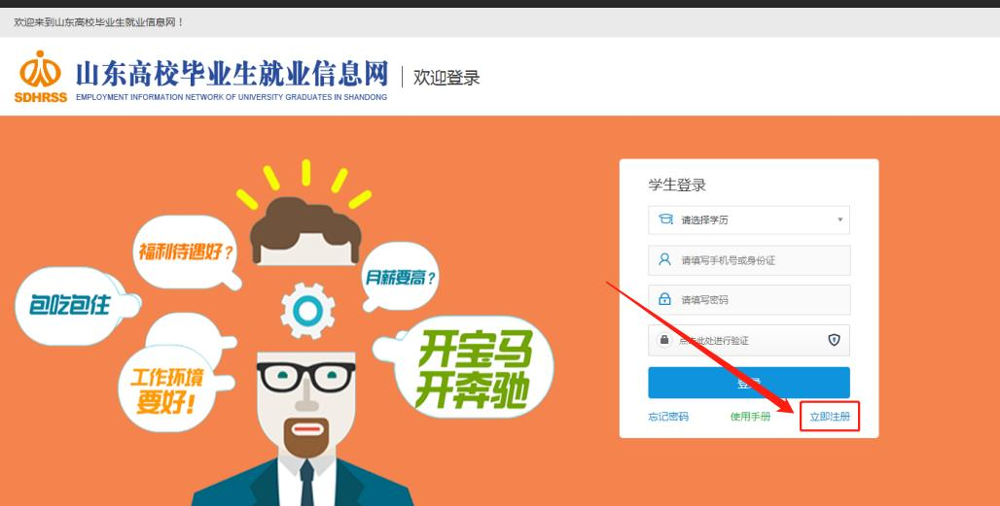 欢迎来到山东高校毕业生就业信息网！
山东高校毕业生就业信息网
欢迎登录
SDHRSS
EMPLOYMENT INFORMATION NETWORK OF UNIVERSITY GRADUATES IN SHANDONG
福利待遇好？
月薪要高？
包吃包住
工作环境
要好！
开宝马
开奔驰
学生登录
请选择学历
请填写手机号或身份证
请填写密码
点击此处进行验证
登录
忘记密码
使用手册
立即注册